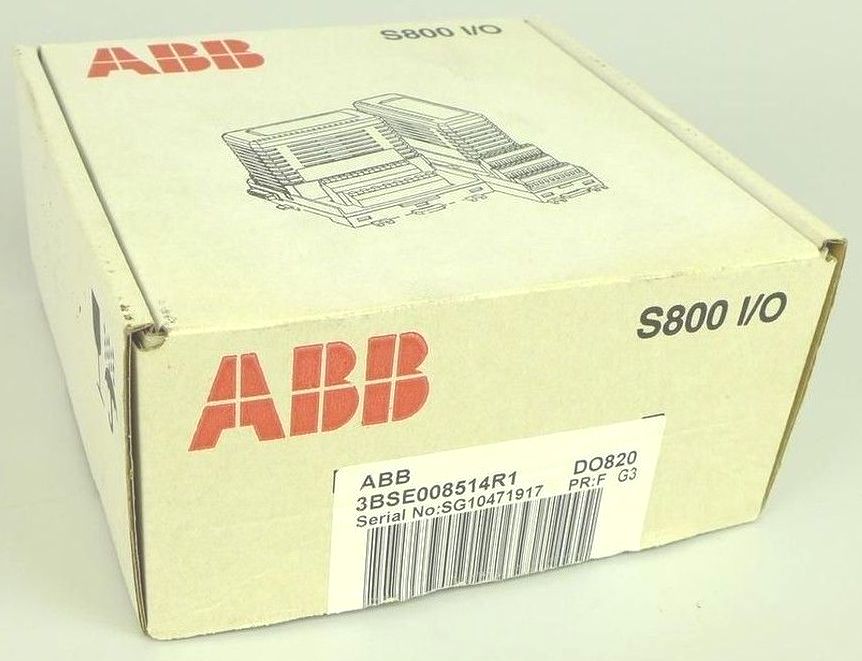 ABB
S800 I/O
ABB
S800 I/O
ABB DO820
3BSE008514R1 PR:F G3
Serial No:SG10471917